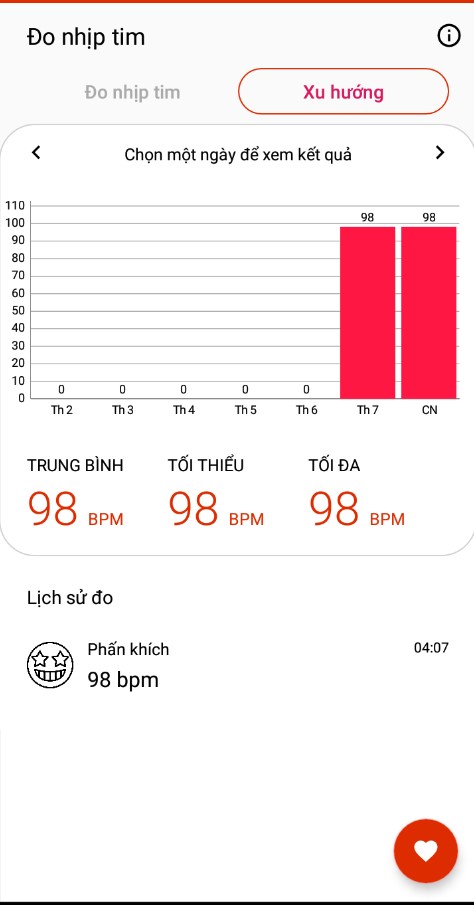 Đo nhịp tim
Đo nhịp tim Xu hướng
Chọn một ngày để xem kết quả
110
100
90
80
70
60
50
40
30
20
10
0
0 0 0 0 0 98 98
Th 2 Th 3 Th 4 Th 5 Th 6 Th 7 CN
TRUNG BÌNH TỐI THIỂU TỐI ĐA
98 BPM 98 BPM 98 BPM
Lịch sử đo
Phấn khích 04:07
98 bpm